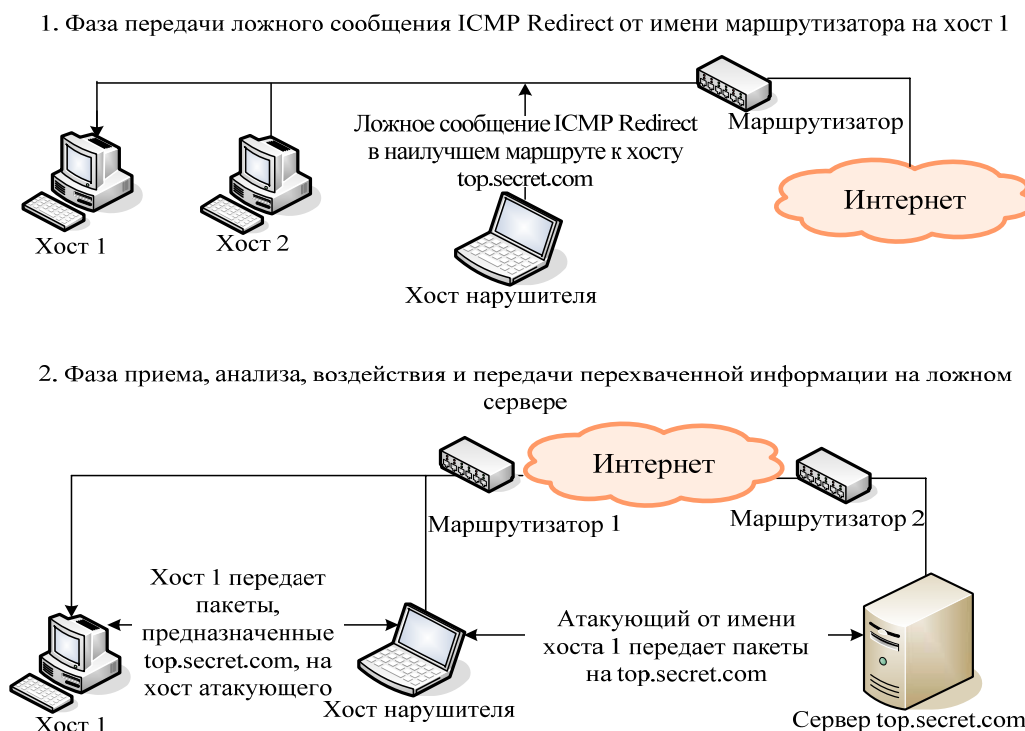 1. Фаза передачи ложного сообщения ICMP Redirect от имени маршрутизатора на хост 1
Ложное сообщение ICMP Redirect
в наилучшем маршруте к хосту
top.secret.com
Маршрутизатор
Интернет
Хост 1
Хост 2
Хост нарушителя
2. Фаза приема, анализа, воздействия и передачи перехваченной информации на ложном
сервере
Интернет
Маршрутизатор 1
Маршрутизатор 2
Хост 1 передает
пакеты,
предназначенные
top.secret.com, на
хост атакующего
Атакующий от имени
хоста 1 передает пакеты
на top.secret.com
Хост 1
Хост нарушителя
Сервер top.secret.com